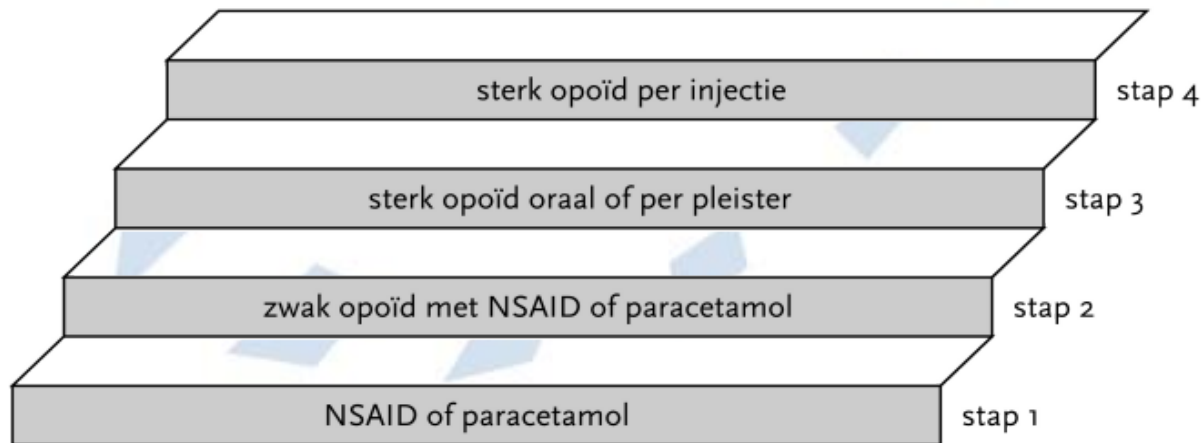 sterk opoïd per injectie stap 4
sterk opoïd oraal of per pleister stap 3
zwak opoïd met NSAID of paracetamol stap 2
NSAID of paracetamol stap 1